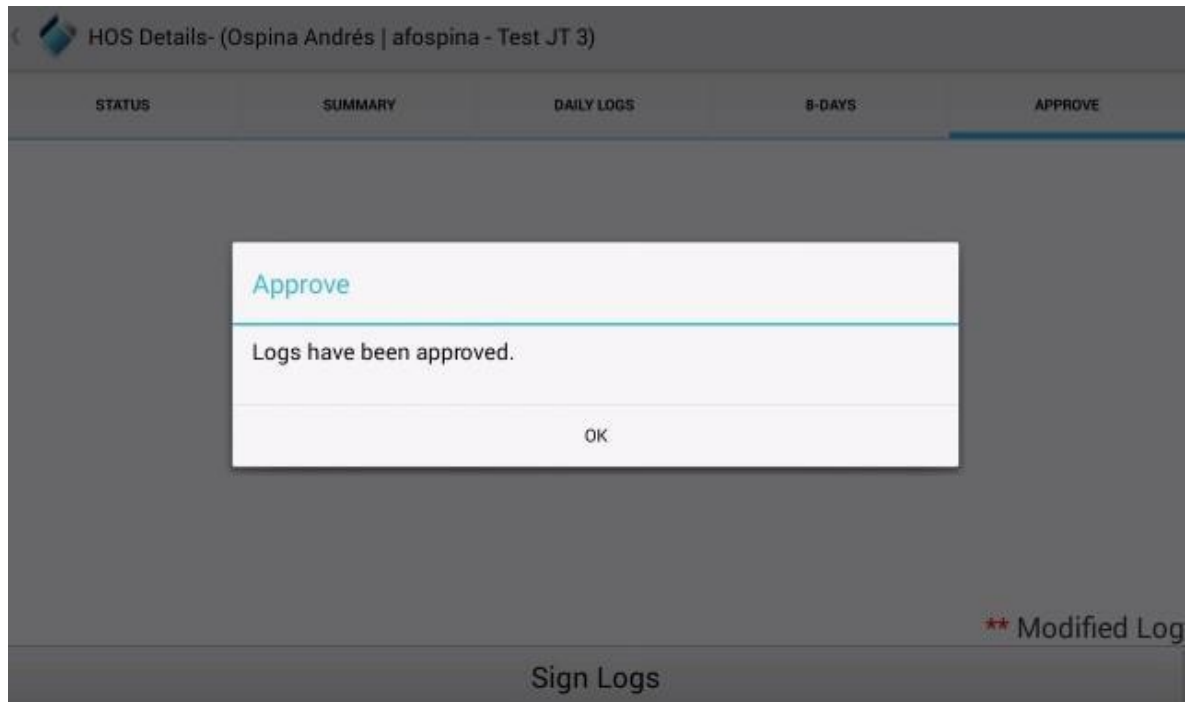 HOS Details- (Ospina Andrés | afospina - Test JT 3)
STATUS SUMMARY DAILY LOGS 8-DAYS APPROVE
Approve
Logs have been approved.
OK
** Modified Log
Sign Logs